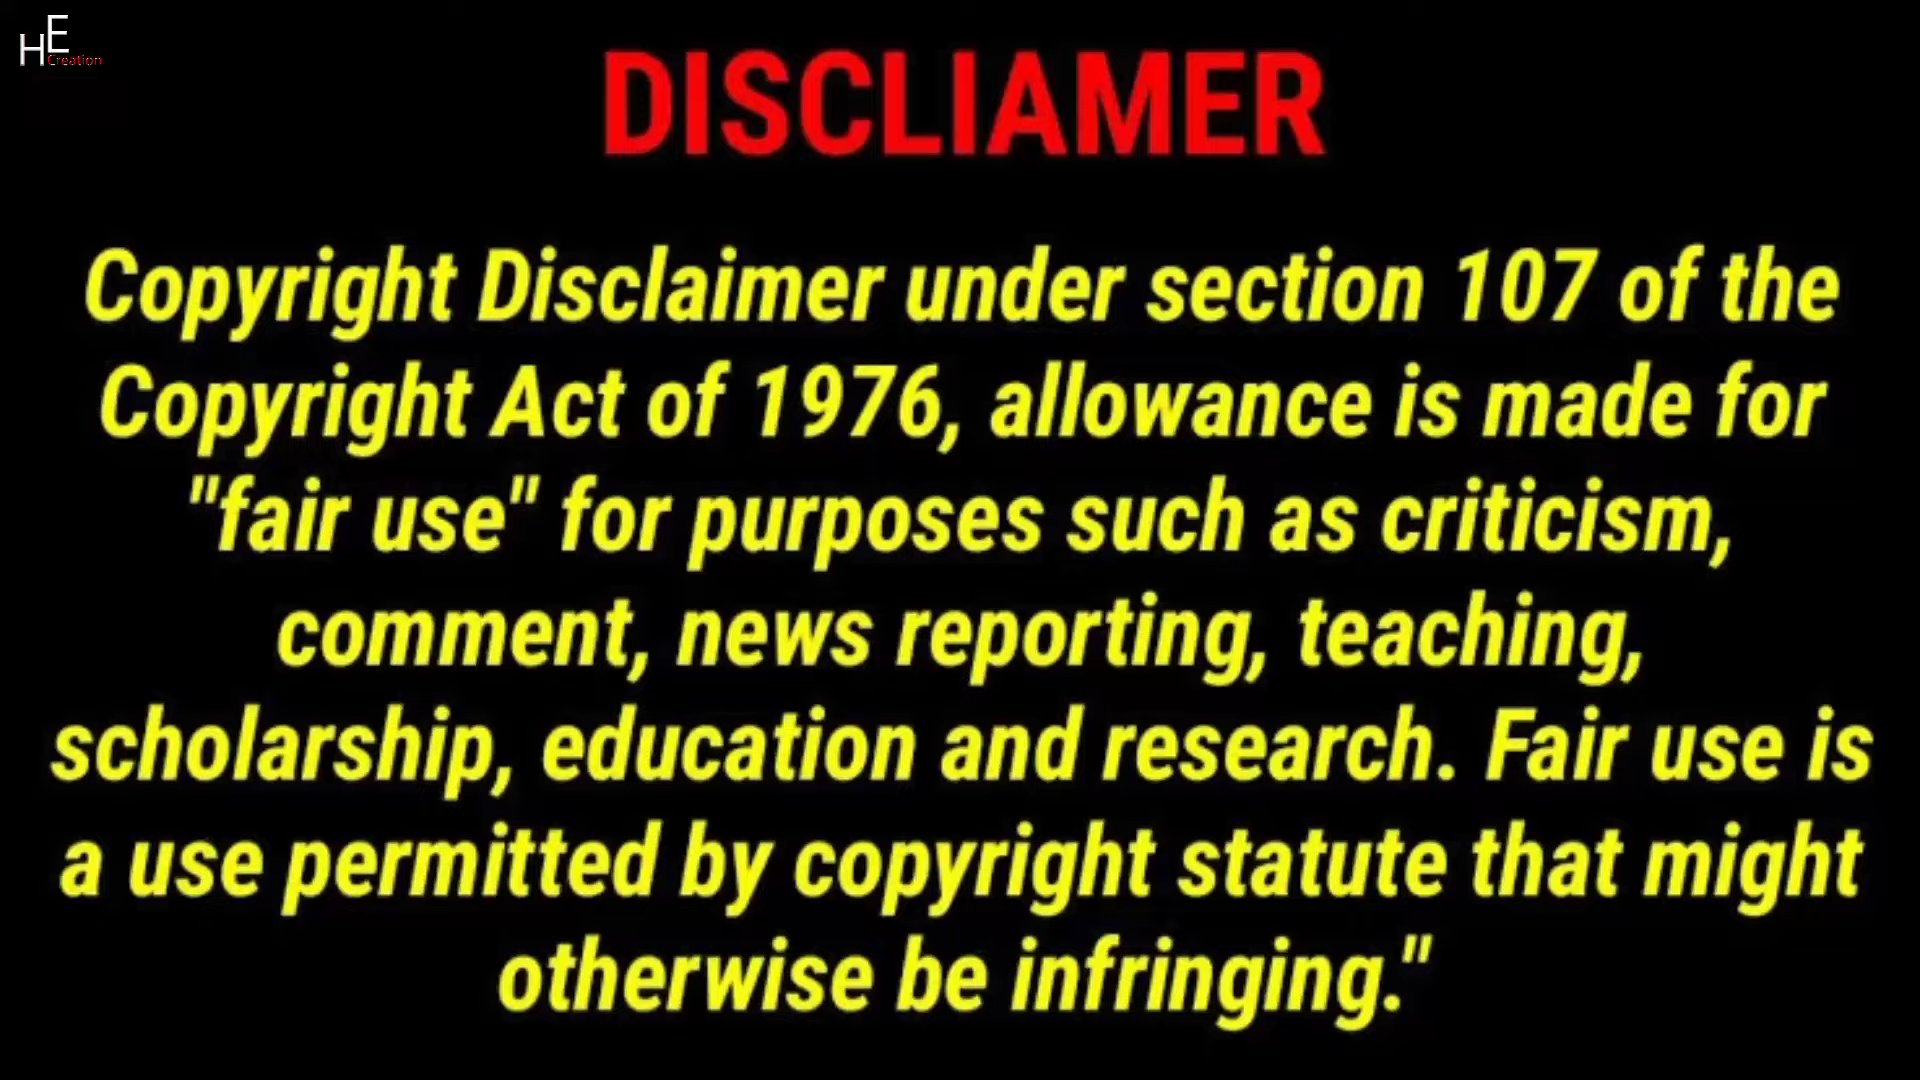 HE
Creation
DISCLIAMER
Copyright Disclaimer under section 107 of the
Copyright Act of 1976, allowance is made for
"fair use" for purposes such as criticism,
comment, news reporting, teaching,
scholarship, education and research. Fair use is
a use permitted by copyright statute that might
otherwise be infringing."